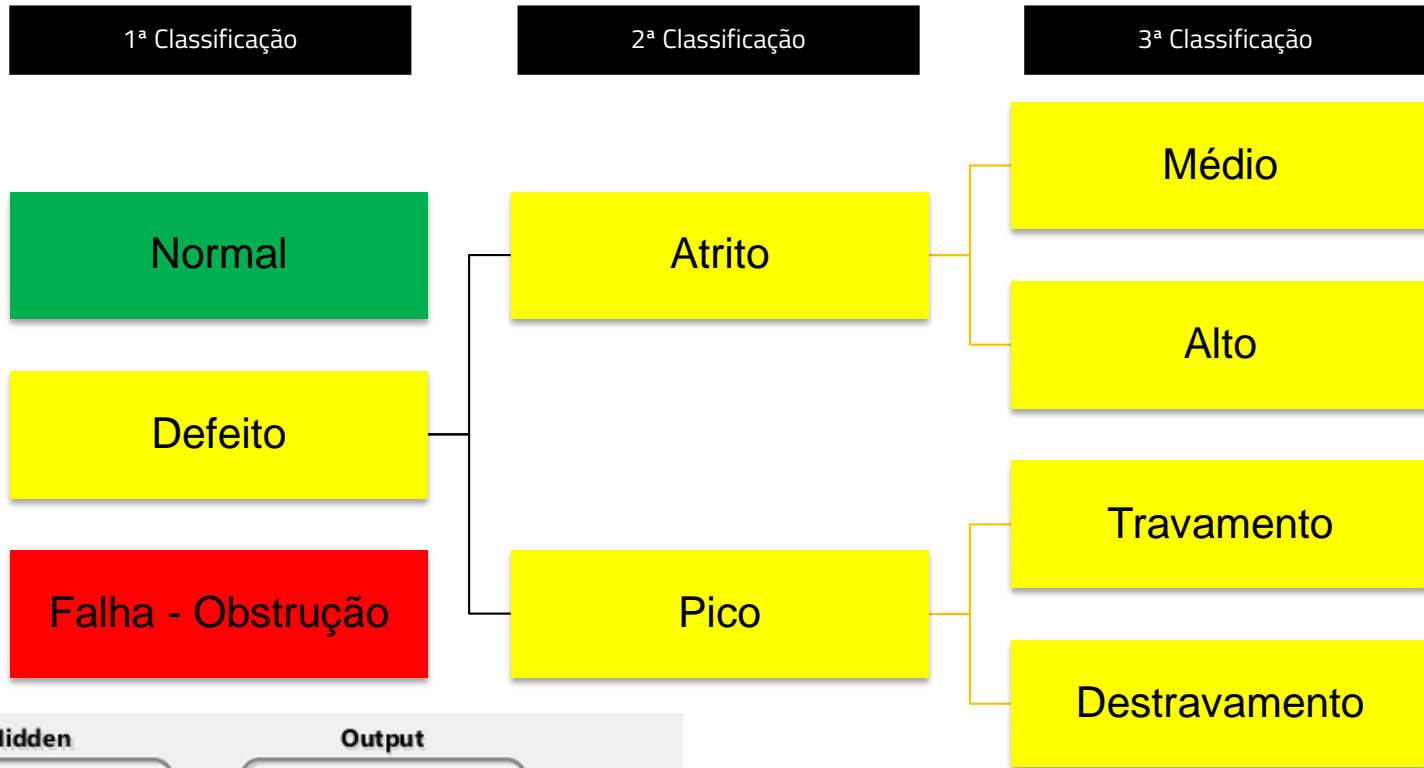 1ª Classificação
2ª Classificação
3ª Classificação
Médio
Normal
Atrito
Alto
Defeito
Travamento
Falha - Obstrução
Pico
Destravamento
Output